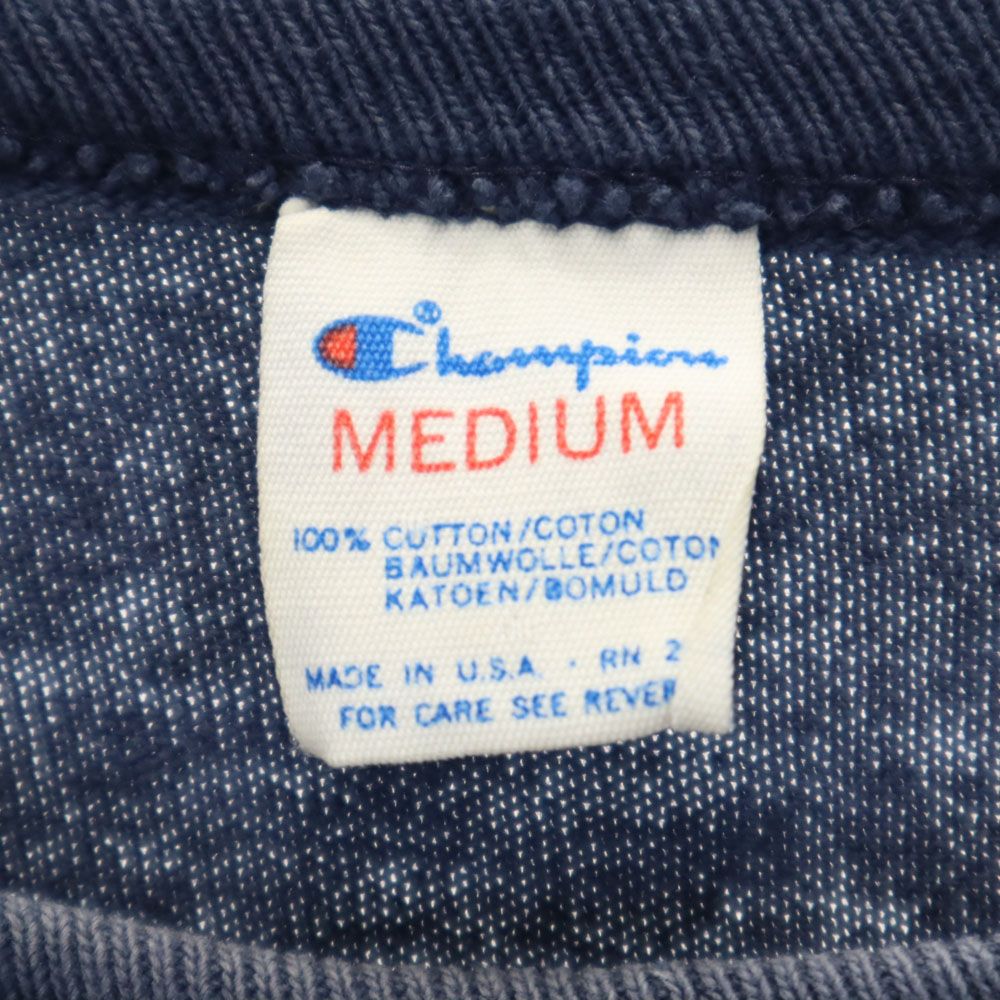 Champion®
MEDIUM
100% CUTTON/COTON
BAUMWOLLE/COTON
KATOEN/BOMULD
MADE IN U.S.A. · RN 2
FOR CARE SEE REVER